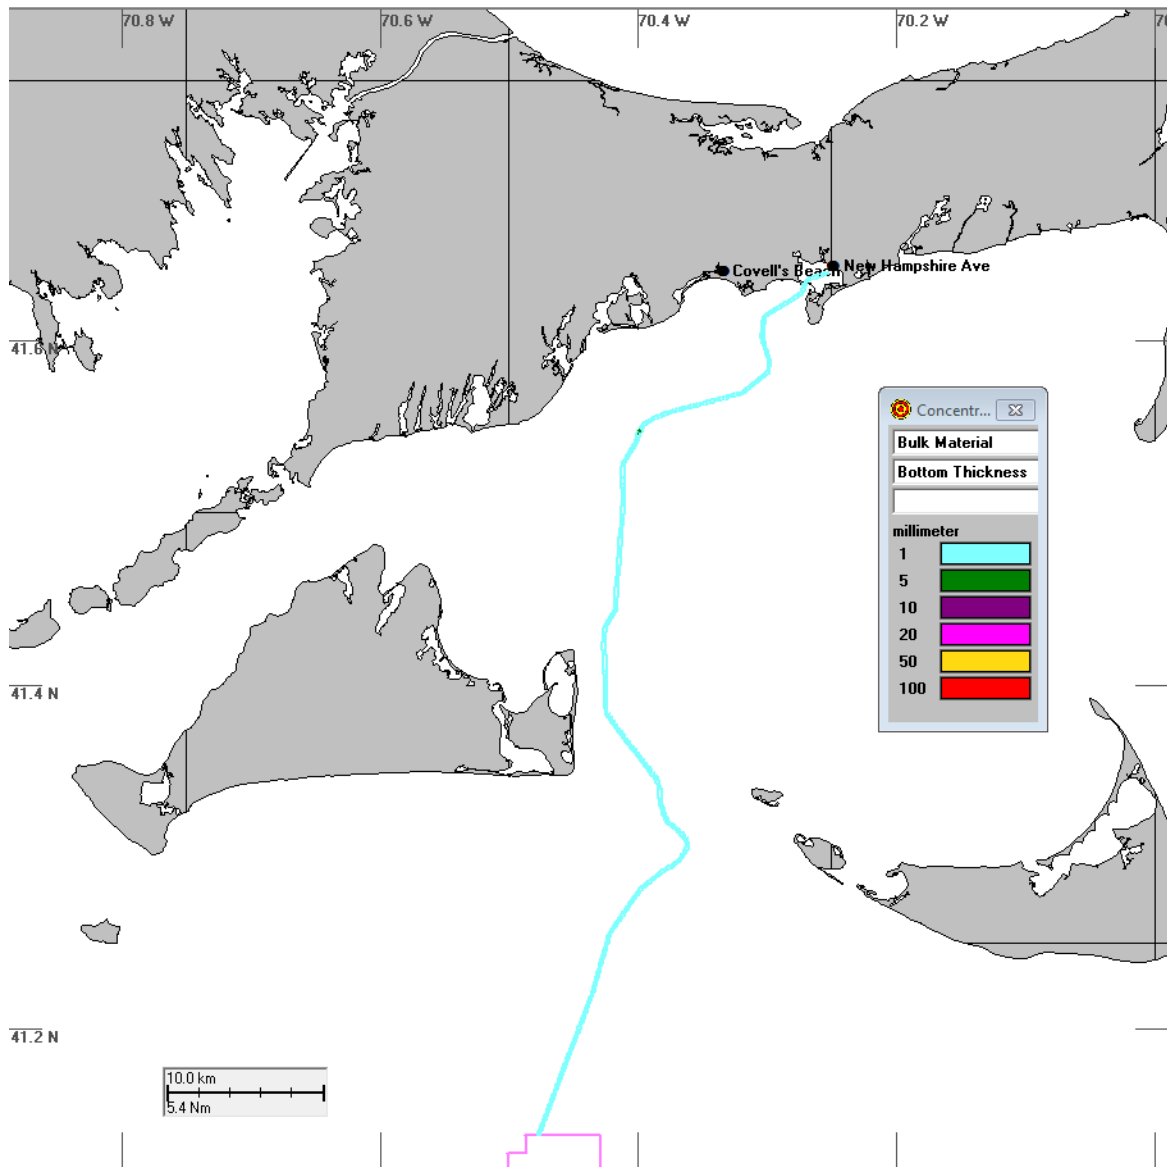 70.8 W
70.6 W
70.4 W
70.2 W
70
Covell's Beach
New Hampshire Ave
41.6 N
Concentr...
Bulk Material
Bottom Thickness
millimeter
1
5
10
20
50
100
41.4 N
41.2 N
10.0 km
5.4 Nm